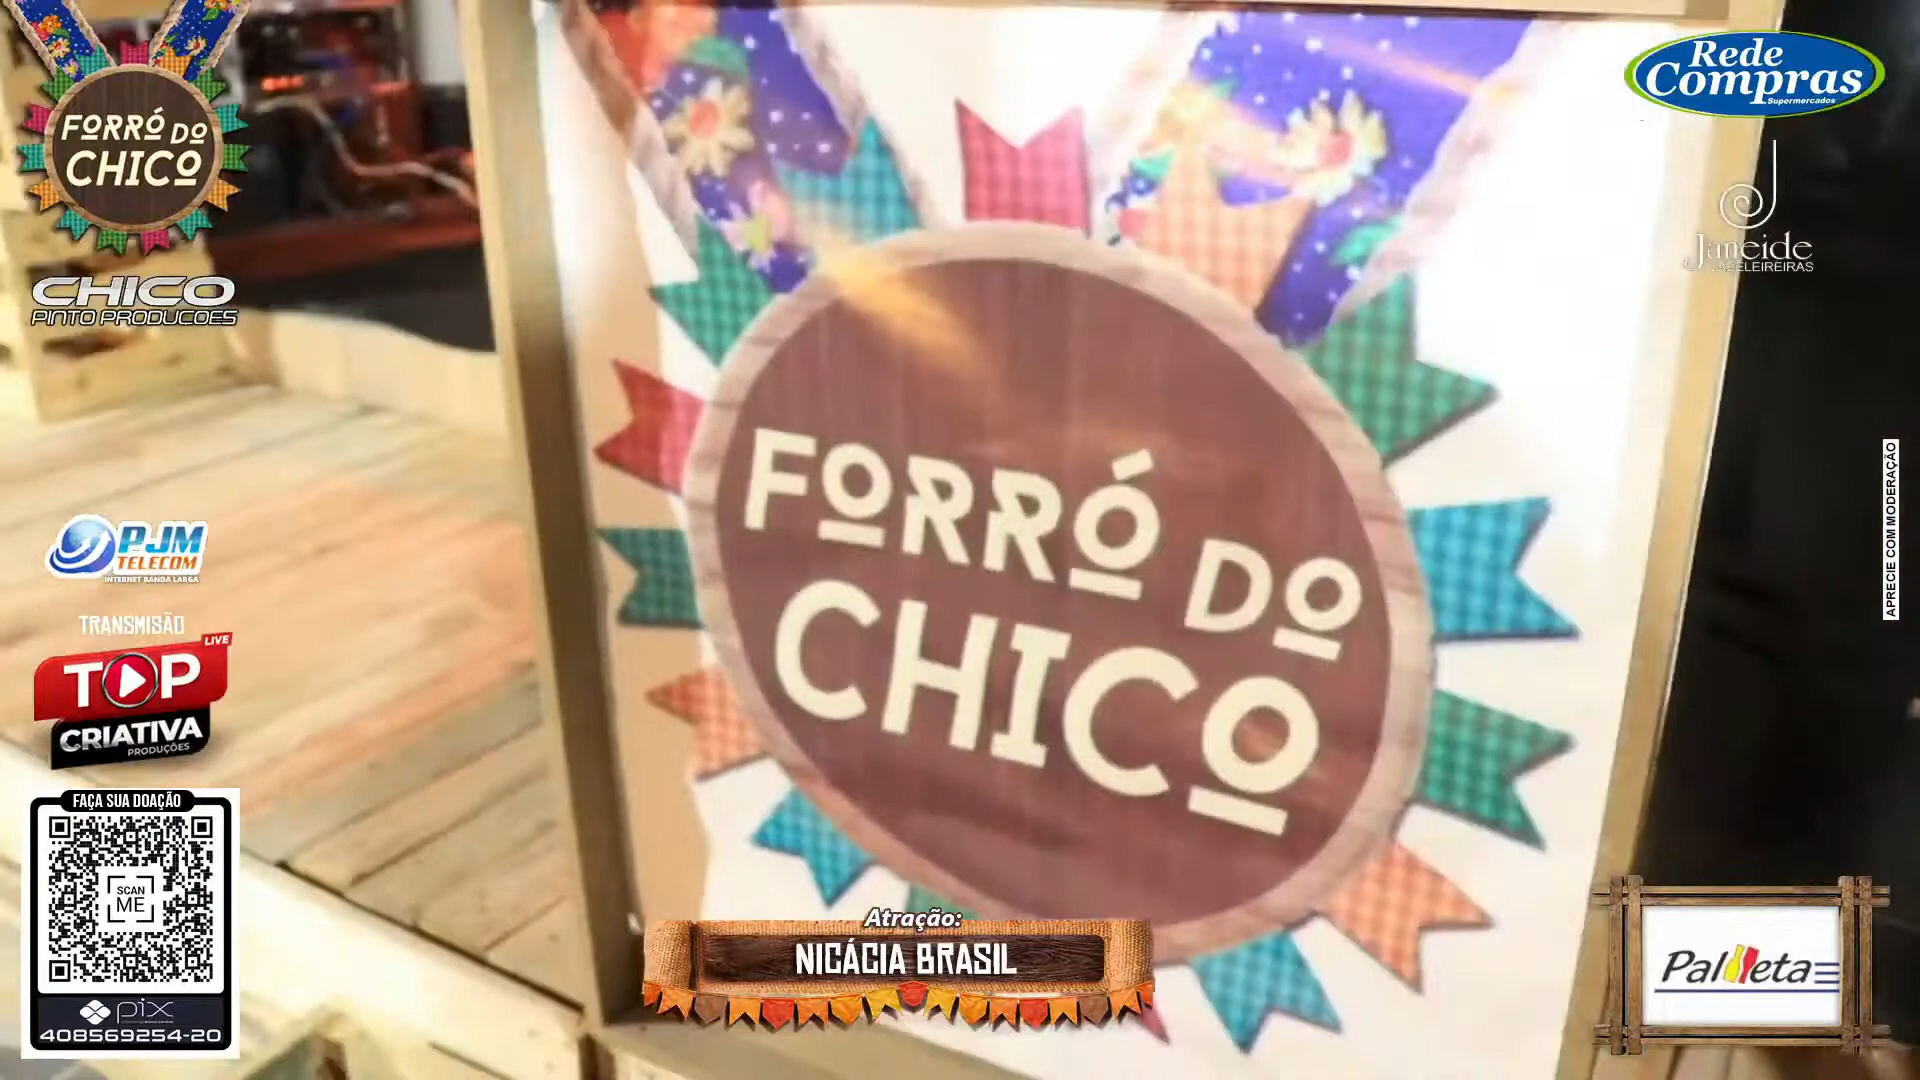 FORRÓ DO
CHICO
CHICO
PINTO PRODUCOES
PJM
TELECOM
INTERNET BANDA LARGA
TRANSMISÃO
LIVE
TOP
CRIATIVA
PRODUÇÕES
FAÇA SUA DOAÇÃO
SCAN
ME
pix
408569254-20
FORRÓ DO
CHICO
Atração:
NICÁCIA BRASIL
Rede
Compras
Supermercados
Janeide
CABELEIREIRAS
APRECIE COM MODERAÇÃO
Palleta